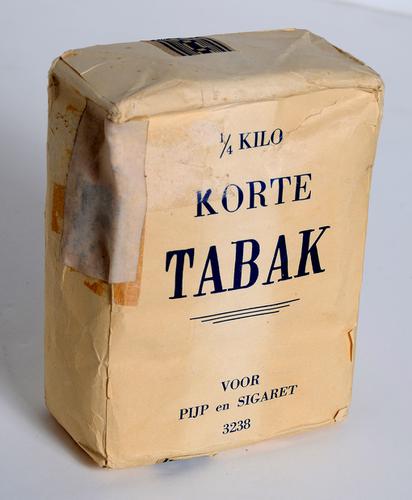 ¼ KILO
KORTE
TABAK
VOOR
PIJP en SIGARET
3238